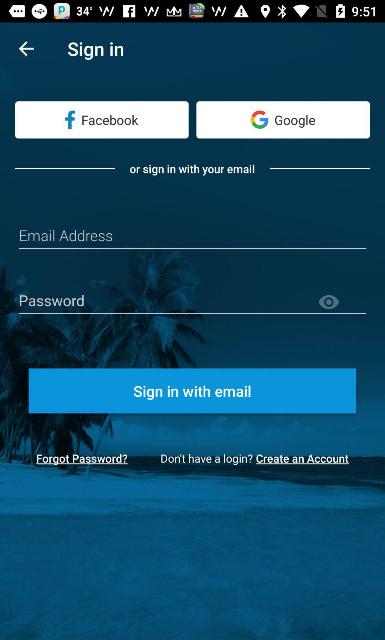 34° 9:51
Sign in
Facebook Google
or sign in with your email
Email Address
Password
Sign in with email
Forgot Password? Don't have a login? Create an Account